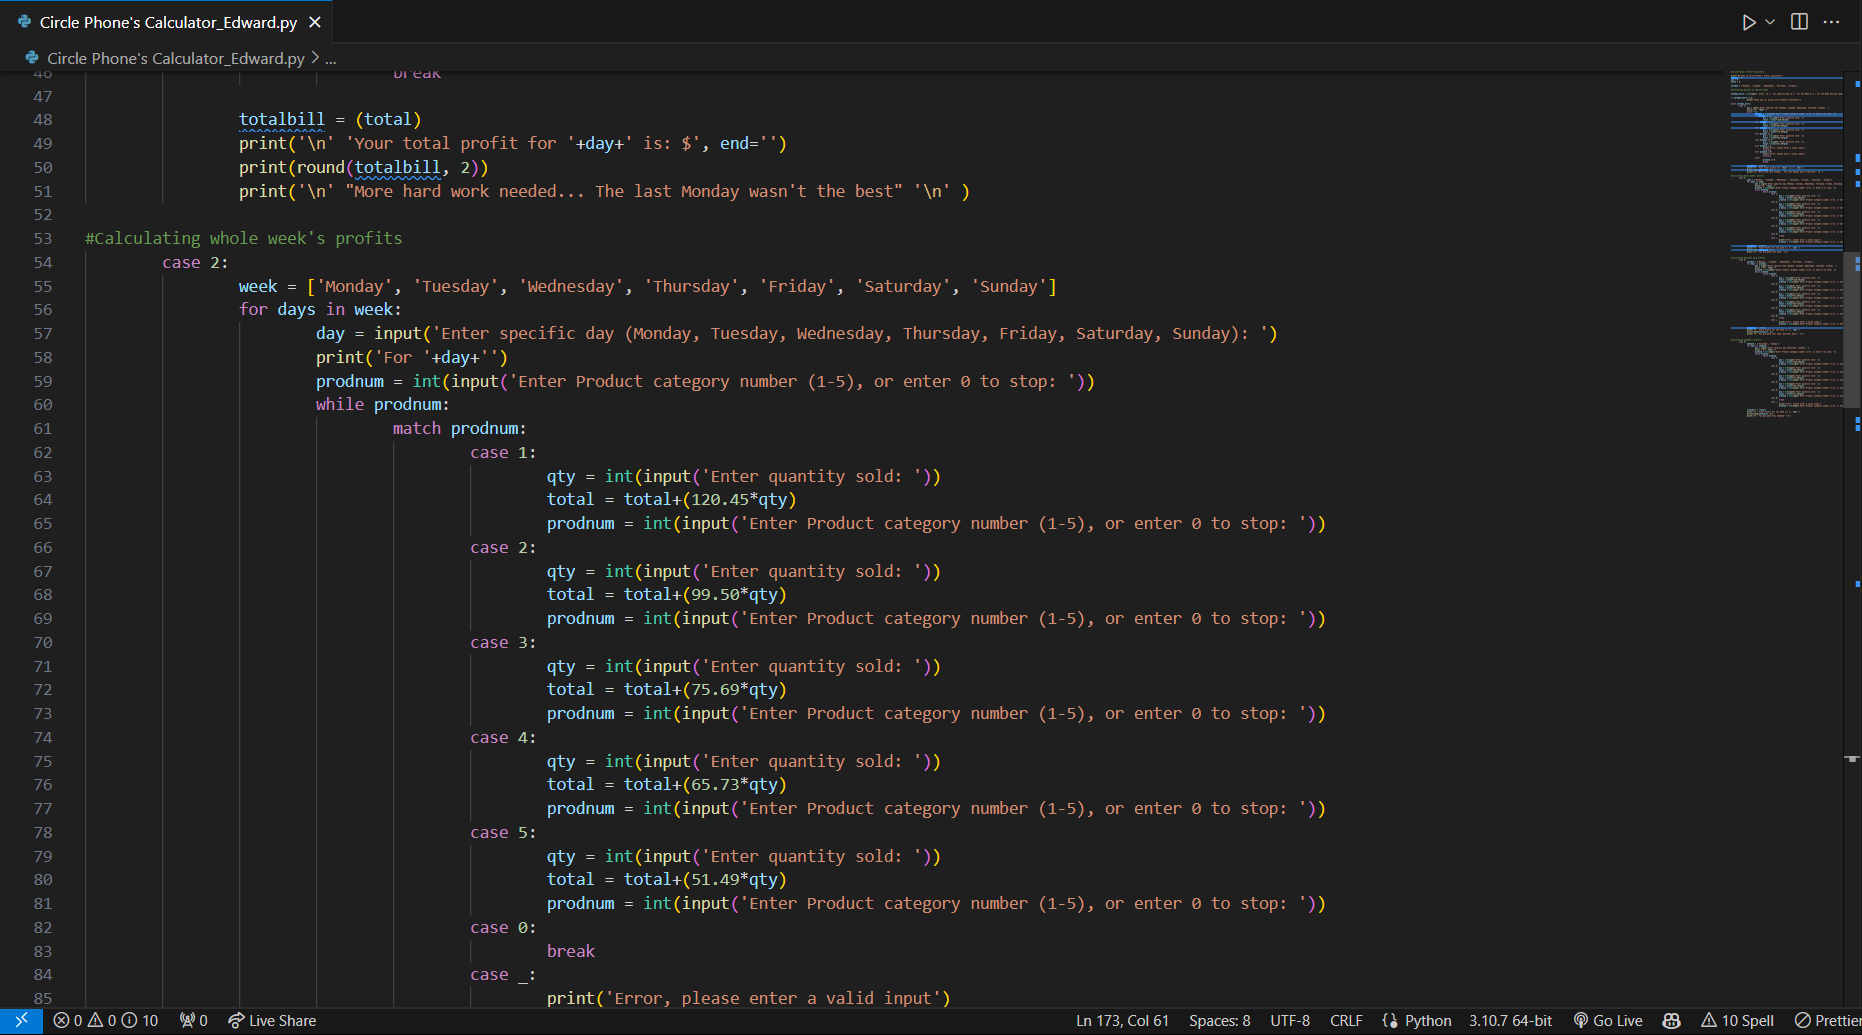 Circle Phone's Calculator_Edward.py
Circle Phone's Calculator_Edward.py > ...
46 break
47
48 totalbill = (total)
49 print('\n' 'Your total profit for '+day+' is: $', end='')
50 print(round(totalbill, 2))
51 print('\n' "More hard work needed... The last Monday wasn't the best" '\n' )
52
53 #Calculating whole week's profits
54 case 2:
55 week = ['Monday', 'Tuesday', 'Wednesday', 'Thursday', 'Friday', 'Saturday', 'Sunday']
56 for days in week:
57 day = input('Enter specific day (Monday, Tuesday, Wednesday, Thursday, Friday, Saturday, Sunday): ')
58 print('For '+day+'')
59 prodnum = int(input('Enter Product category number (1-5), or enter 0 to stop: '))
60 while prodnum:
61 match prodnum:
62 case 1:
63 qty = int(input('Enter quantity sold: '))
64 total = total+(120.45*qty)
65 prodnum = int(input('Enter Product category number (1-5), or enter 0 to stop: '))
66 case 2:
67 qty = int(input('Enter quantity sold: '))
68 total = total+(99.50*qty)
69 prodnum = int(input('Enter Product category number (1-5), or enter 0 to stop: '))
70 case 3:
71 qty = int(input('Enter quantity sold: '))
72 total = total+(75.69*qty)
73 prodnum = int(input('Enter Product category number (1-5), or enter 0 to stop: '))
74 case 4:
75 qty = int(input('Enter quantity sold: '))
76 total = total+(65.73*qty)
77 prodnum = int(input('Enter Product category number (1-5), or enter 0 to stop: '))
78 case 5:
79 qty = int(input('Enter quantity sold: '))
80 total = total+(51.49*qty)
81 prodnum = int(input('Enter Product category number (1-5), or enter 0 to stop: '))
82 case 0:
83 break
84 case _:
85 print('Error, please enter a valid input')
0 0 10 0 Live Share Ln 173, Col 61 Spaces: 8 UTF-8 CRLF Python 3.10.7 64-bit Go Live 10 Spell Prettier